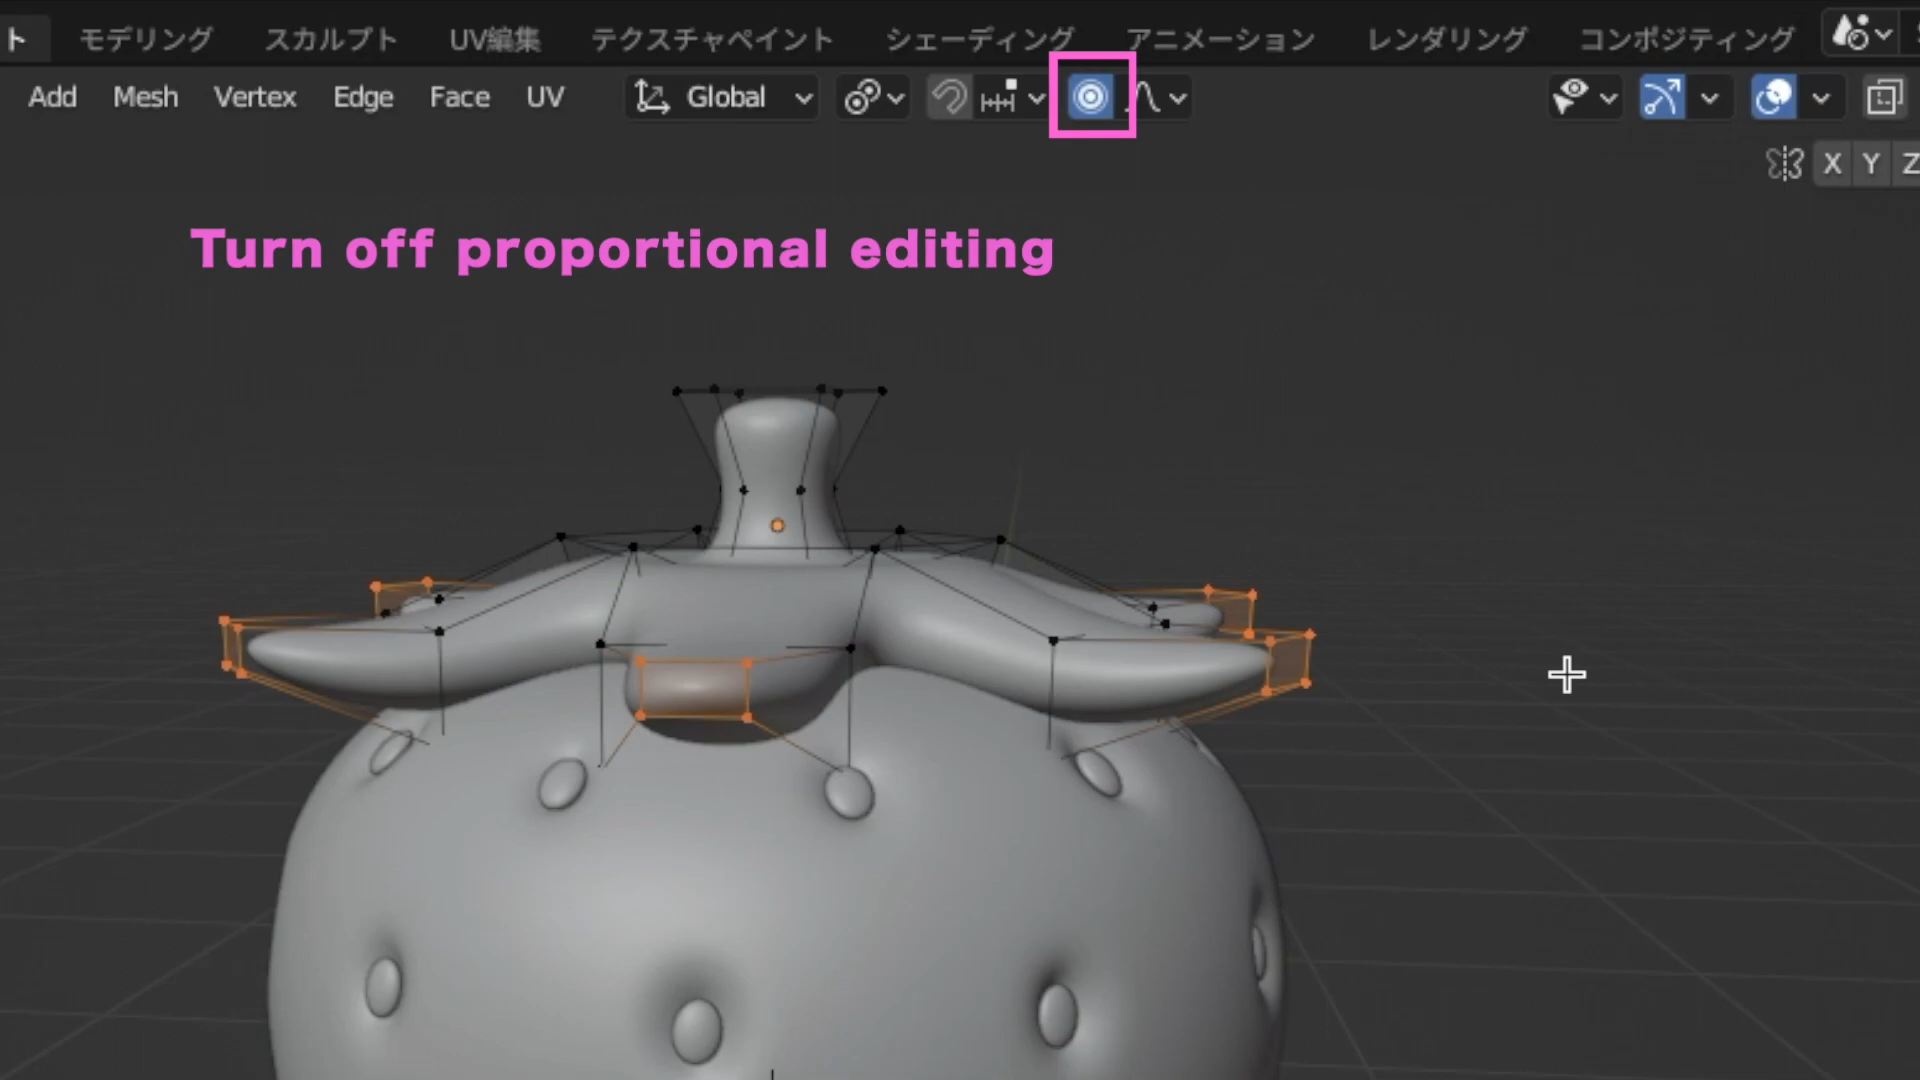 ト モデリング スカルプト UV編集 テクスチャペイント シェーディング アニメーション レンダリング コンポジティング
Add Mesh Vertex Edge Face UV Global
X Y Z
Turn off proportional editing